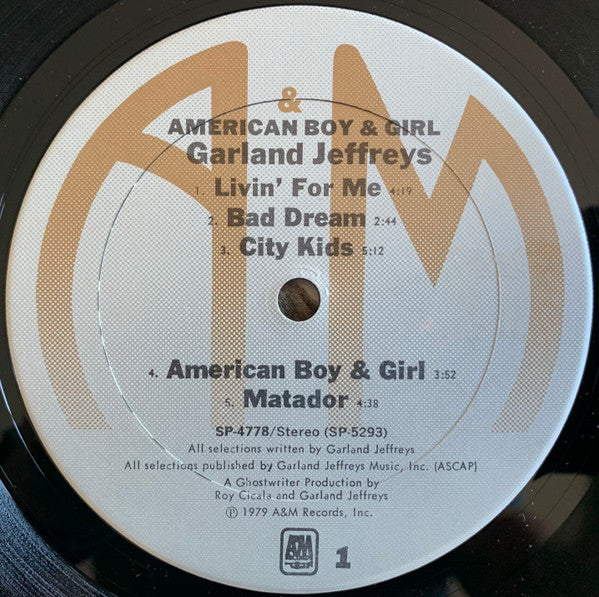 &
AMERICAN BOY & GIRL
Garland Jeffreys
1. Livin' For Me 4:19
2. Bad Dream 2:44
3. City Kids 5:12
4. American Boy & Girl 3:52
5. Matador 4:38
SP-4778/Stereo (SP-5293)
All selections written by Garland Jeffreys
All selections published by Garland Jeffreys Music, Inc. (ASCAP)
A Ghostwriter Production by
Roy Cicala and Garland Jeffreys
℗ 1979 A&M Records, Inc.
A&M 1